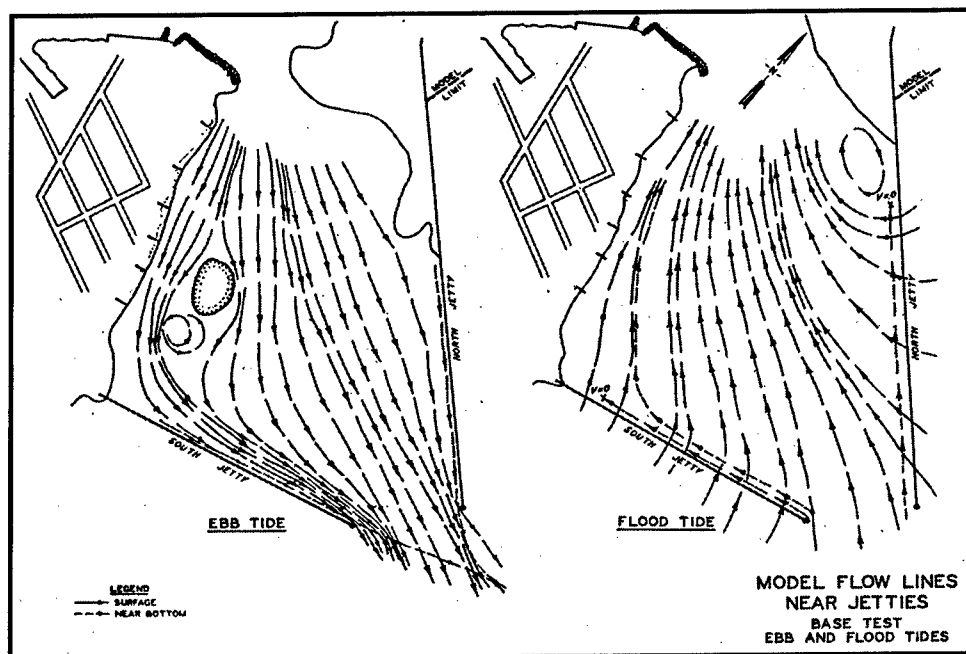 MODEL
LIMIT
NORTH JETTY
SOUTH JETTY
EBB TIDE
LEGEND
SURFACE
NEAR BOTTOM
MODEL
LIMIT
V=0
NORTH JETTY
V=0
SOUTH JETTY
FLOOD TIDE
MODEL FLOW LINES
NEAR JETTIES
BASE TEST
EBB AND FLOOD TIDES